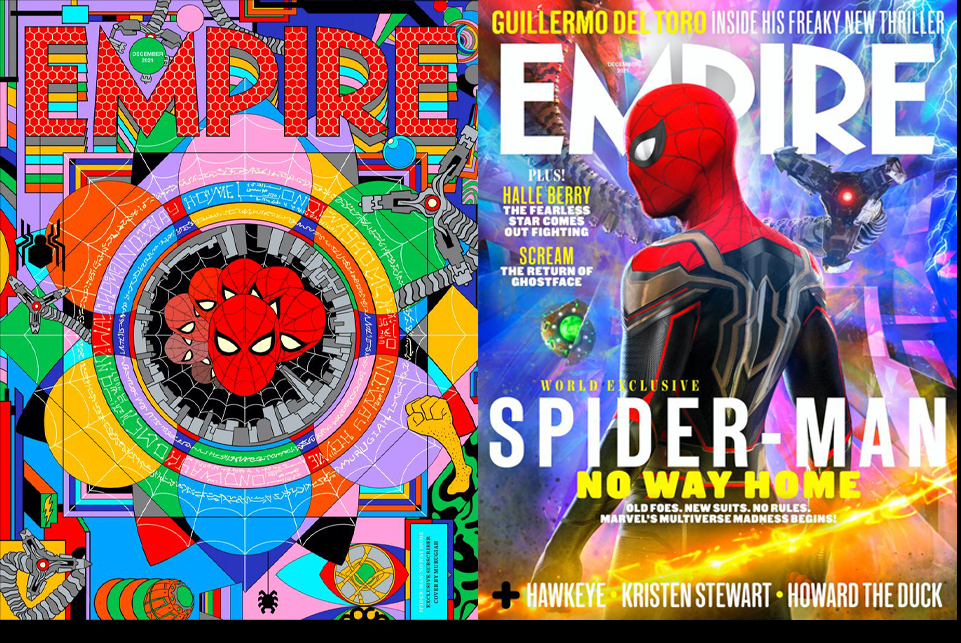 EMPIRE
DECEMBER
2021
EXCLUSIVE SUBSCRIBER
COVER BY MURUGIAH
GUILLERMO DEL TORO INSIDE HIS FREAKY NEW THRILLER
EMPIRE
DECEMBER
2021
PLUS!
HALLE BERRY
THE FEARLESS
STAR COMES
OUT FIGHTING
SCREAM
THE RETURN OF
GHOSTFACE
WORLD EXCLUSIVE
SPIDER-MAN
NO WAY HOME
OLD FOES. NEW SUITS. NO RULES.
MARVEL'S MULTIVERSE MADNESS BEGINS!
+ HAWKEYE • KRISTEN STEWART • HOWARD THE DUCK